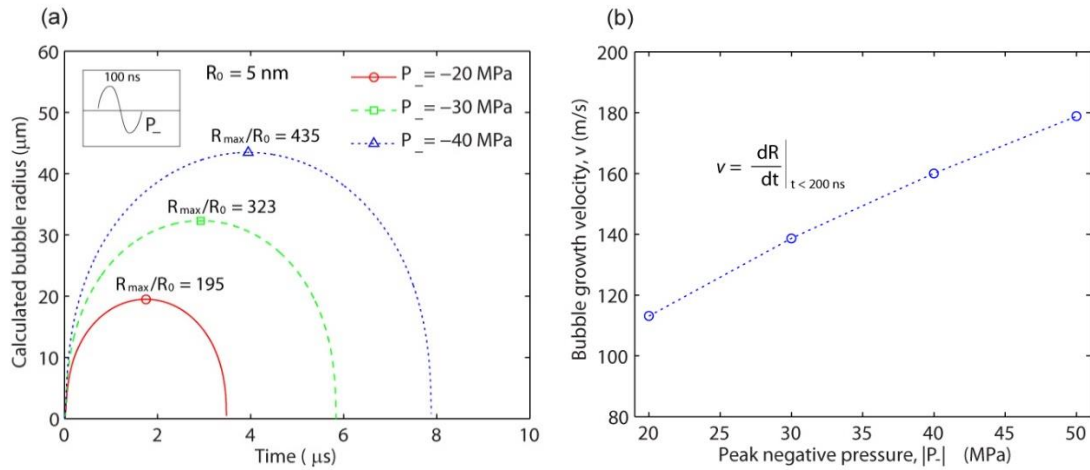 (a)
60
50
40
30
20
10
0
Calculated bubble radius (μm)
100 ns
P_
R₀ = 5 nm
P_= −20 MPa
P_= −30 MPa
P_= −40 MPa
Rmax/R₀ = 435
Rmax/R₀ = 323
Rmax/R₀ = 195
0 2 4 6 8 10
Time ( μs)
(b)
200
180
160
140
120
100
80
Bubble growth velocity, v (m/s)
v = dR/dt | t < 200 ns
20 25 30 35 40 45 50
Peak negative pressure, |P-| (MPa)